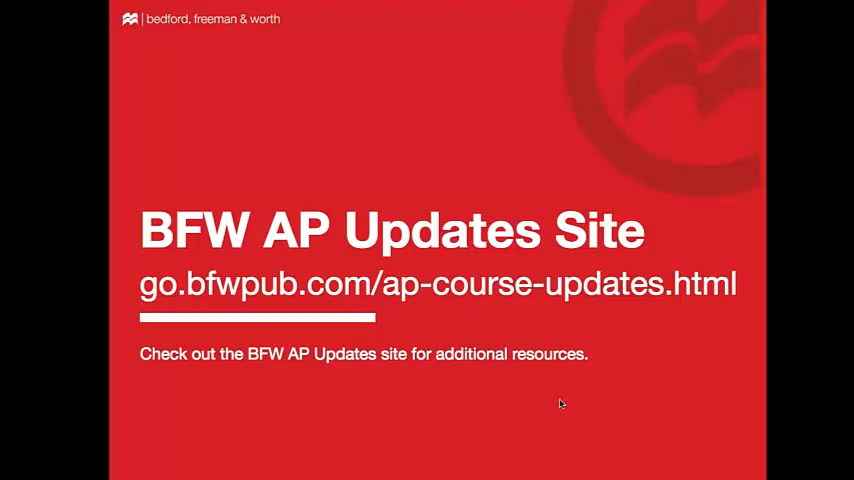 bedford, freeman & worth
BFW AP Updates Site
go.bfwpub.com/ap-course-updates.html
Check out the BFW AP Updates site for additional resources.